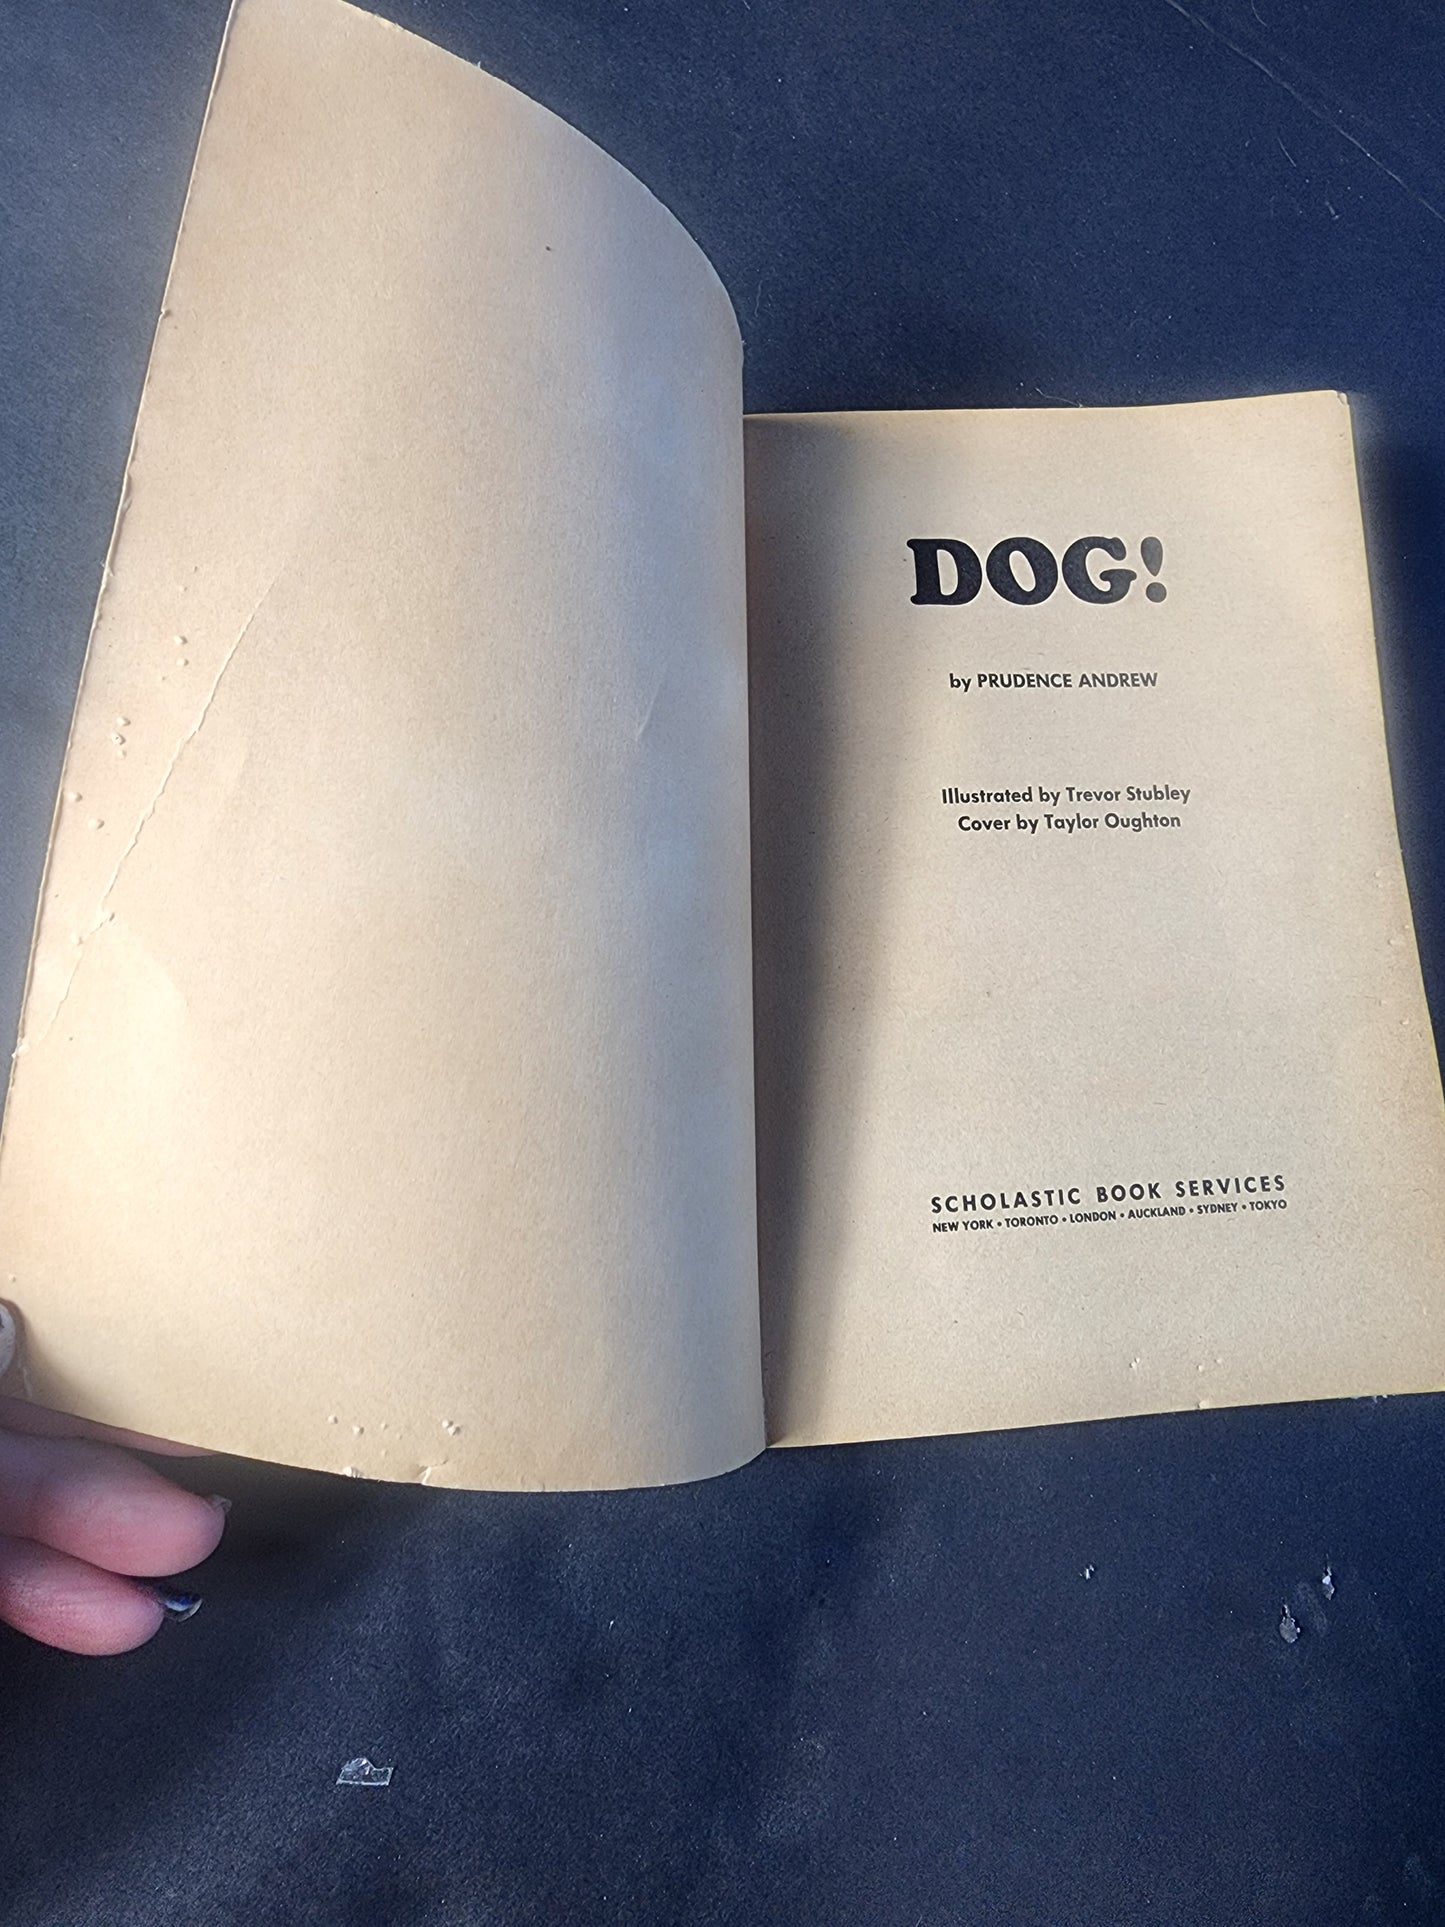 DOG!
by PRUDENCE ANDREW
Illustrated by Trevor Stubley
Cover by Taylor Oughton
SCHOLASTIC BOOK SERVICES
NEW YORK • TORONTO • LONDON • AUCKLAND • SYDNEY • TOKYO